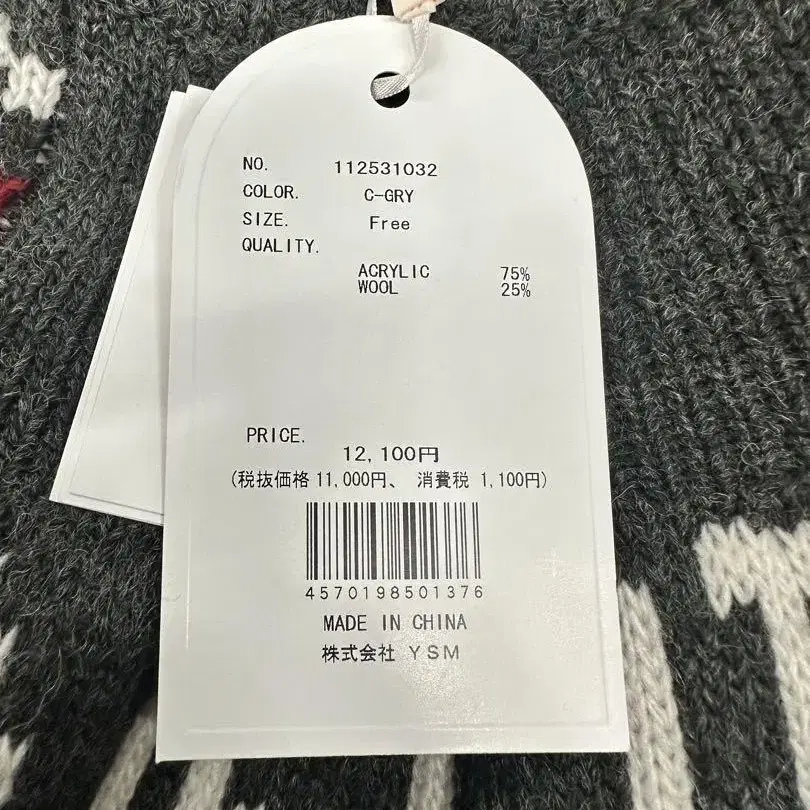 NO. 112531032
COLOR. C-GRY
SIZE. Free
QUALITY.
ACRYLIC 75%
WOOL 25%
PRICE.
12,100円
(税抜価格 11,000円、 消費税 1,100円)
4570198501376
MADE IN CHINA
株式会社 YSM